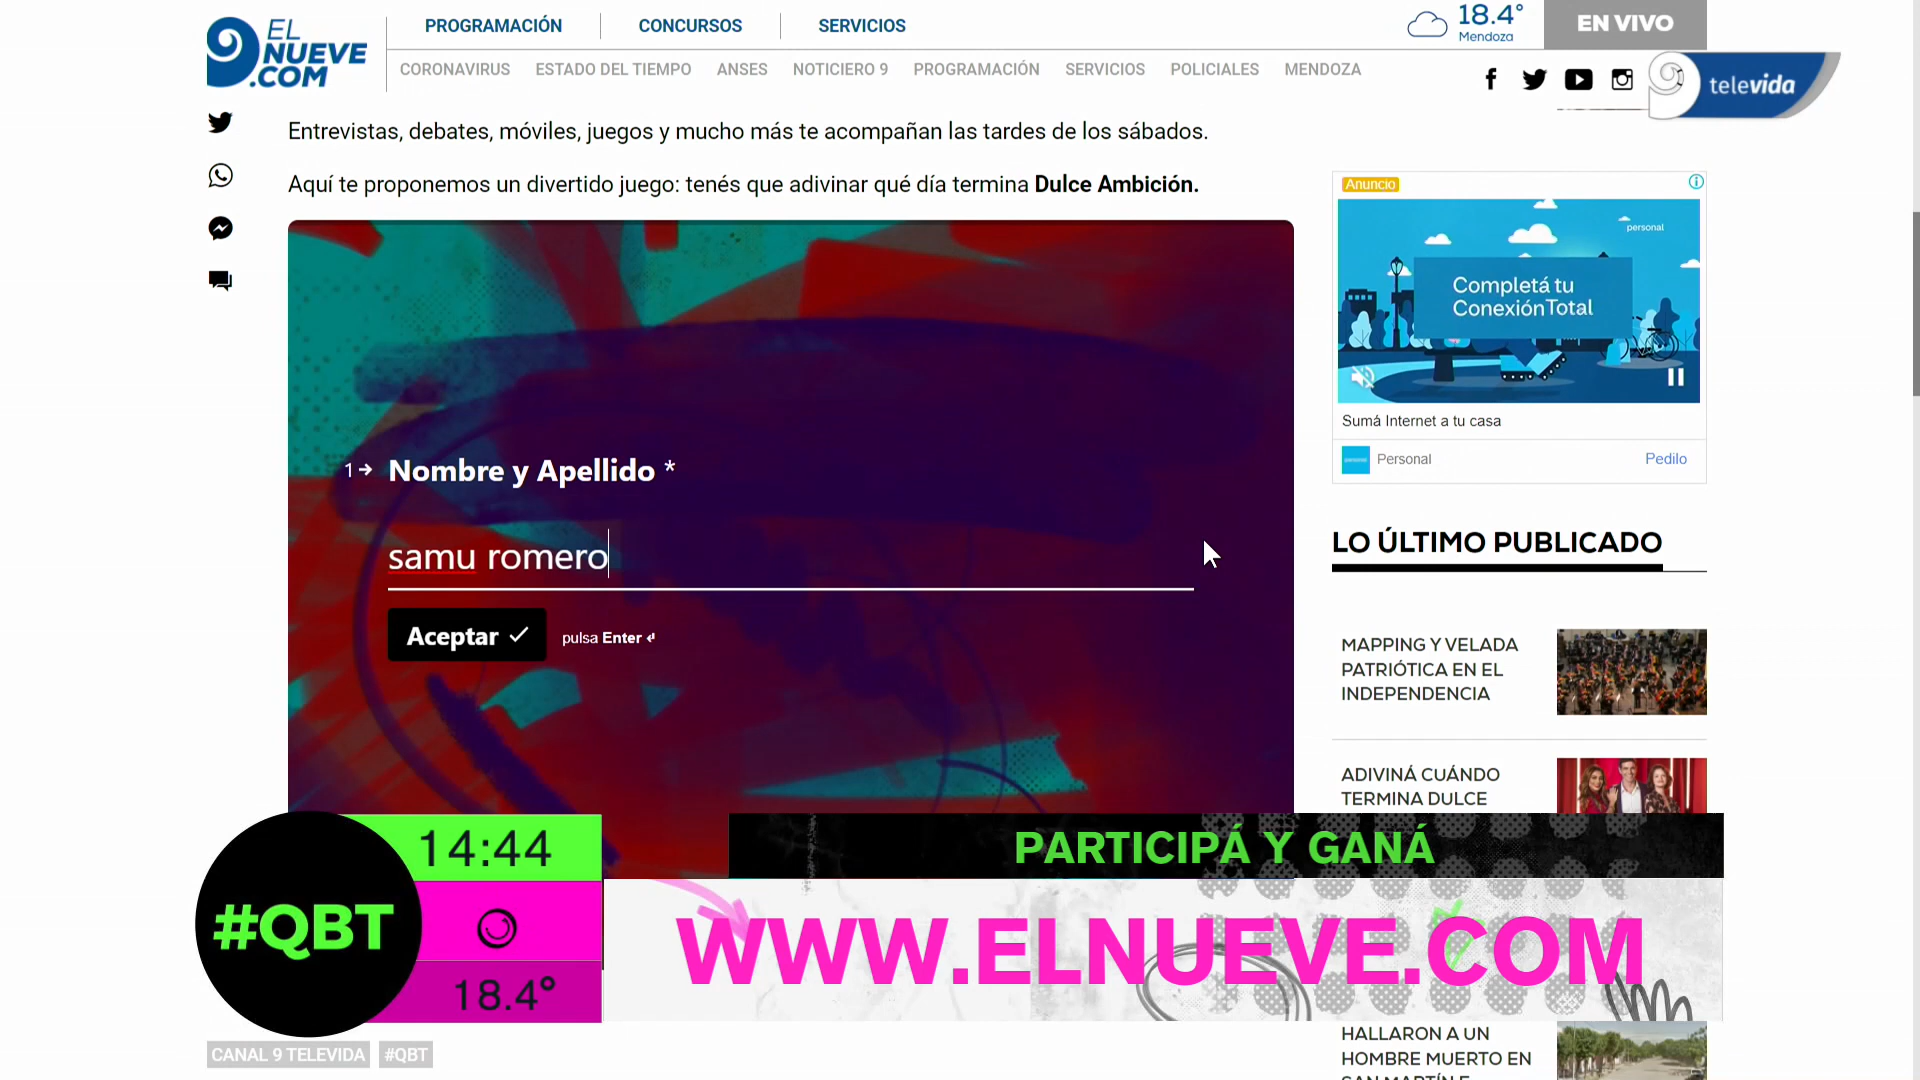 EL
NUEVE
.COM
PROGRAMACIÓN
CONCURSOS
SERVICIOS
18.4°
Mendoza
EN VIVO
CORONAVIRUS
ESTADO DEL TIEMPO
ANSES
NOTICIERO 9
PROGRAMACIÓN
SERVICIOS
POLICIALES
MENDOZA
televida
Entrevistas, debates, móviles, juegos y mucho más te acompañan las tardes de los sábados.
Aquí te proponemos un divertido juego: tenés que adivinar qué día termina Dulce Ambición.
Anuncio
personal
Completá tu
ConexiónTotal
Sumá Internet a tu casa
Personal
Pedilo
1 → Nombre y Apellido *
samu romero
Aceptar ✓
pulsa Enter ↵
LO ÚLTIMO PUBLICADO
MAPPING Y VELADA
PATRIÓTICA EN EL
INDEPENDENCIA
ADIVINÁ CUÁNDO
TERMINA DULCE
14:44
#QBT
18.4°
PARTICIPÁ Y GANÁ
WWW.ELNUEVE.COM
HALLARON A UN
HOMBRE MUERTO EN
SAN MARTÍN E
CANAL 9 TELEVIDA
#QBT